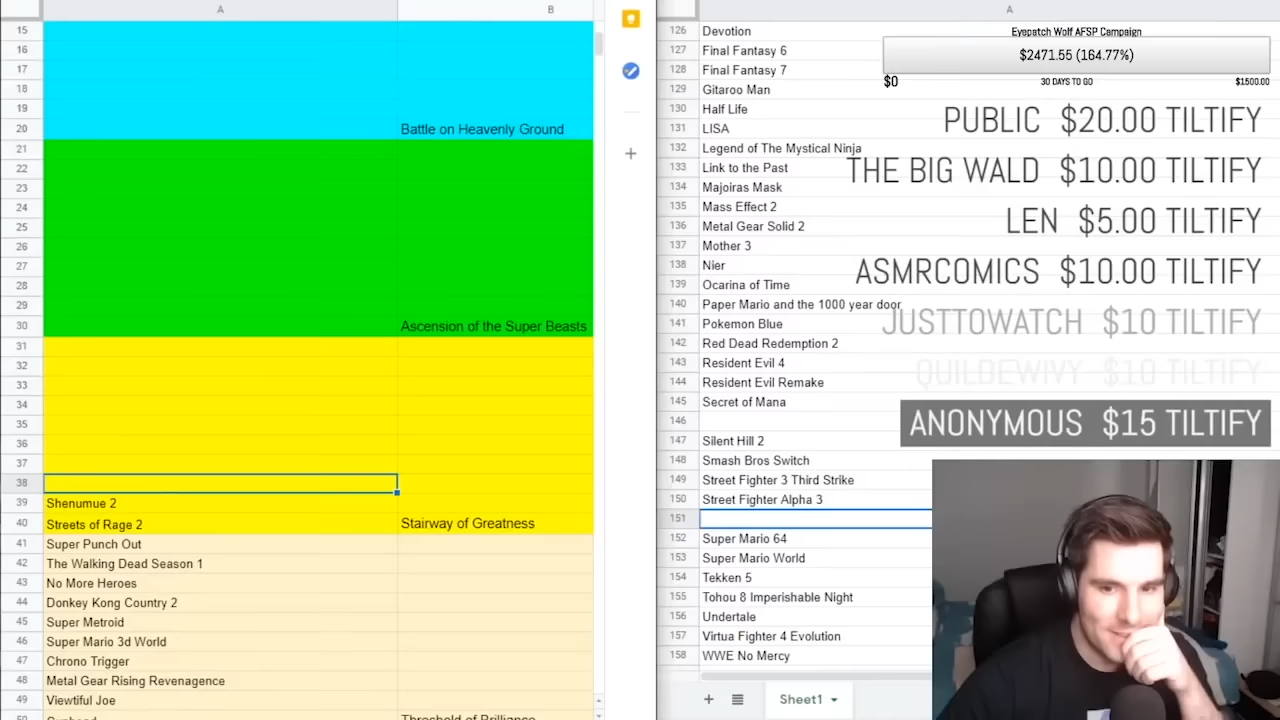 A
B
15
16
17
18
19
20 Battle on Heavenly Ground
21
22
23
24
25
26
27
28
29
30 Ascension of the Super Beasts
31
32
33
34
35
36
37
38
39 Shenumue 2
40 Streets of Rage 2 Stairway of Greatness
41 Super Punch Out
42 The Walking Dead Season 1
43 No More Heroes
44 Donkey Kong Country 2
45 Super Metroid
46 Super Mario 3d World
47 Chrono Trigger
48 Metal Gear Rising Revenagence
49 Viewtiful Joe
Threshold of Brilliance
A
126 Devotion
127 Final Fantasy 6
128 Final Fantasy 7
129 Gitaroo Man
130 Half Life
131 LISA
132 Legend of The Mystical Ninja
133 Link to the Past
134 Majoiras Mask
135 Mass Effect 2
136 Metal Gear Solid 2
137 Mother 3
138 Nier
139 Ocarina of Time
140 Paper Mario and the 1000 year door
141 Pokemon Blue
142 Red Dead Redemption 2
143 Resident Evil 4
144 Resident Evil Remake
145 Secret of Mana
146
147 Silent Hill 2
148 Smash Bros Switch
149 Street Fighter 3 Third Strike
150 Street Fighter Alpha 3
151
152 Super Mario 64
153 Super Mario World
154 Tekken 5
155 Tohou 8 Imperishable Night
156 Undertale
157 Virtua Fighter 4 Evolution
158 WWE No Mercy
Sheet1
Eyepatch Wolf AFSP Campaign
$2471.55 (164.77%)
$0 30 DAYS TO GO $1500.00
PUBLIC $20.00 TILTIFY
THE BIG WALD $10.00 TILTIFY
LEN $5.00 TILTIFY
ASMRCOMICS $10.00 TILTIFY
JUSTTOWATCH $10 TILTIFY
QUILDEWIVY $10 TILTIFY
ANONYMOUS $15 TILTIFY